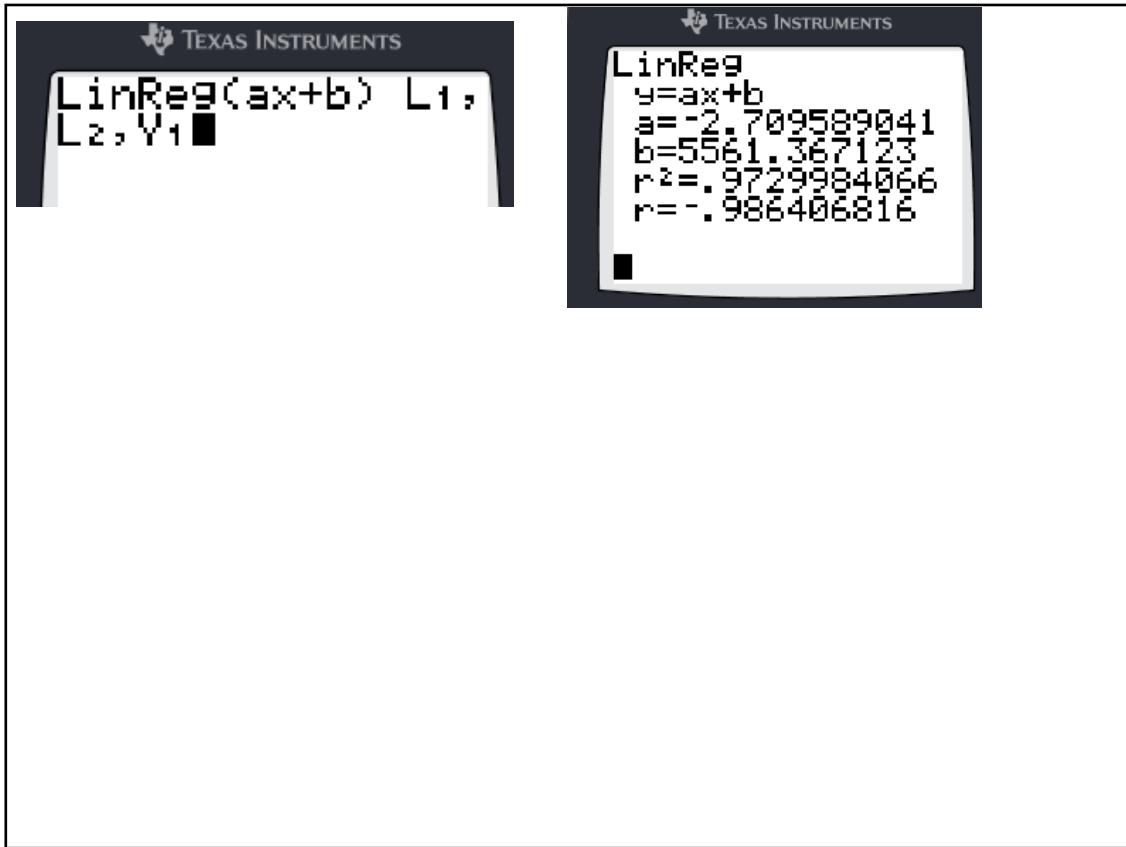 TEXAS INSTRUMENTS
LinReg(ax+b) L₁,
L₂,Y₁
TEXAS INSTRUMENTS
LinReg
y=ax+b
a=⁻2.709589041
b=5561.367123
r²=.9729984066
r=⁻.986406816